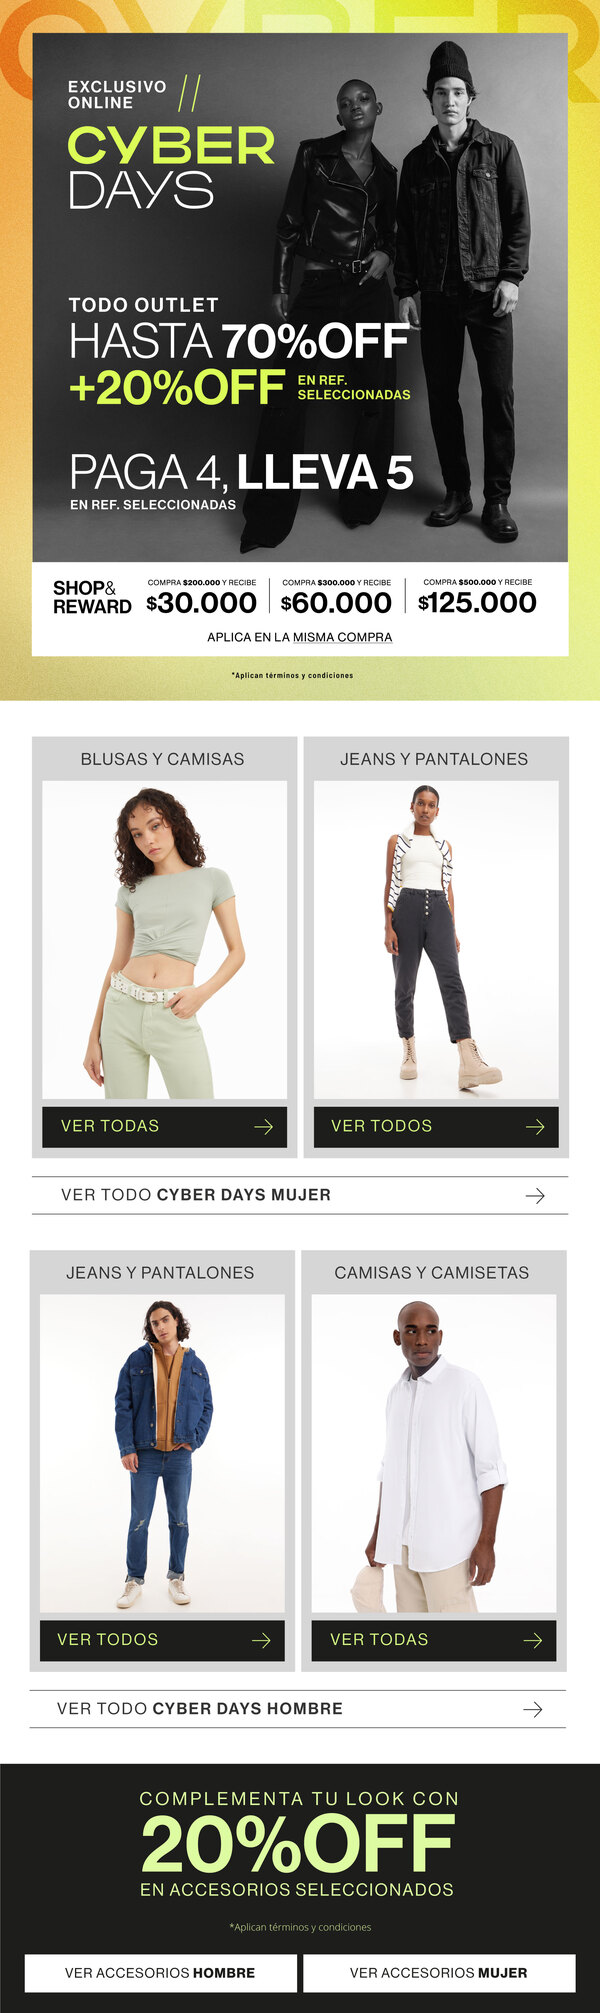 CYBER
EXCLUSIVO
ONLINE
CYBER
DAYS
TODO OUTLET
HASTA 70%OFF
+20%OFF EN REF.
SELECCIONADAS
PAGA 4, LLEVA 5
EN REF. SELECCIONADAS
SHOP&
REWARD
COMPRA $200.000 Y RECIBE
$30.000
COMPRA $300.000 Y RECIBE
$60.000
COMPRA $500.000 Y RECIBE
$125.000
APLICA EN LA MISMA COMPRA
*Aplican términos y condiciones
BLUSAS Y CAMISAS
VER TODAS
JEANS Y PANTALONES
VER TODOS
VER TODO CYBER DAYS MUJER
JEANS Y PANTALONES
VER TODOS
CAMISAS Y CAMISETAS
VER TODAS
VER TODO CYBER DAYS HOMBRE
COMPLEMENTA TU LOOK CON
20%OFF
EN ACCESORIOS SELECCIONADOS
*Aplican términos y condiciones
VER ACCESORIOS HOMBRE
VER ACCESORIOS MUJER